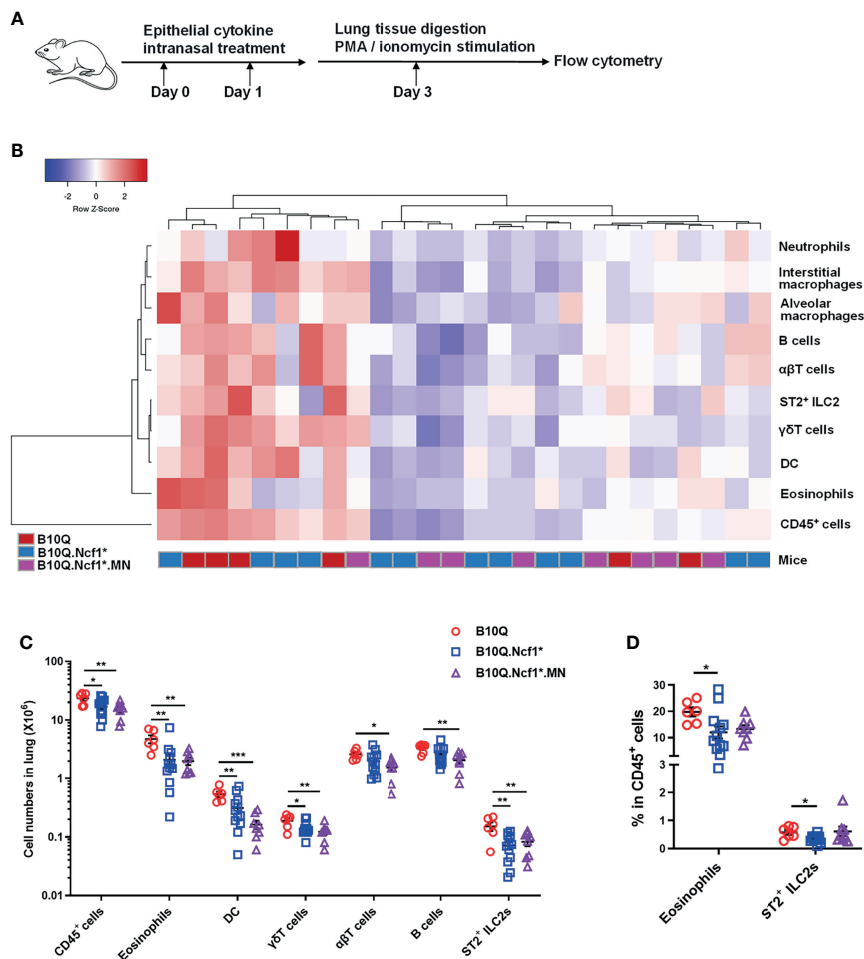 A
Epithelial cytokine
intranasal treatment
Lung tissue digestion
PMA / ionomycin stimulation
Flow cytometry
Day 0
Day 1
Day 3
B
-2 0 2
Row Z-Score
Neutrophils
Interstitial
macrophages
Alveolar
macrophages
B cells
αβT cells
ST2+ ILC2
γδT cells
DC
Eosinophils
CD45+ cells
B10Q
B10Q.Ncf1*
B10Q.Ncf1*.MN
Mice
C
B10Q
B10Q.Ncf1*
B10Q.Ncf1*.MN
Cell numbers in lung (X10⁶)
100
10
1
0.1
0.01
** * ** ** *** ** ** * * ** ** **
CD45+ cells
Eosinophils
DC
γδT cells
αβT cells
B cells
ST2+ ILCs
D
% in CD45+ cells
30
20
10
4
3
2
1
0
*
*
Eosinophils
ST2+ ILC2s